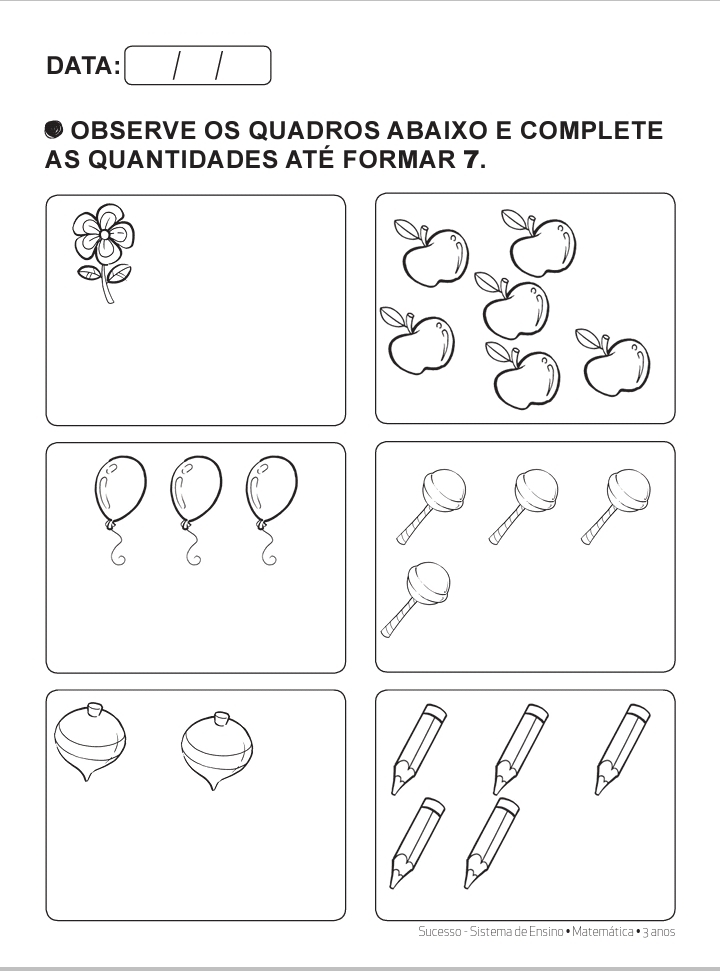 DATA: / /
OBSERVE OS QUADROS ABAIXO E COMPLETE
AS QUANTIDADES ATÉ FORMAR 7.
Sucesso - Sistema de Ensino • Matemática • 3 anos